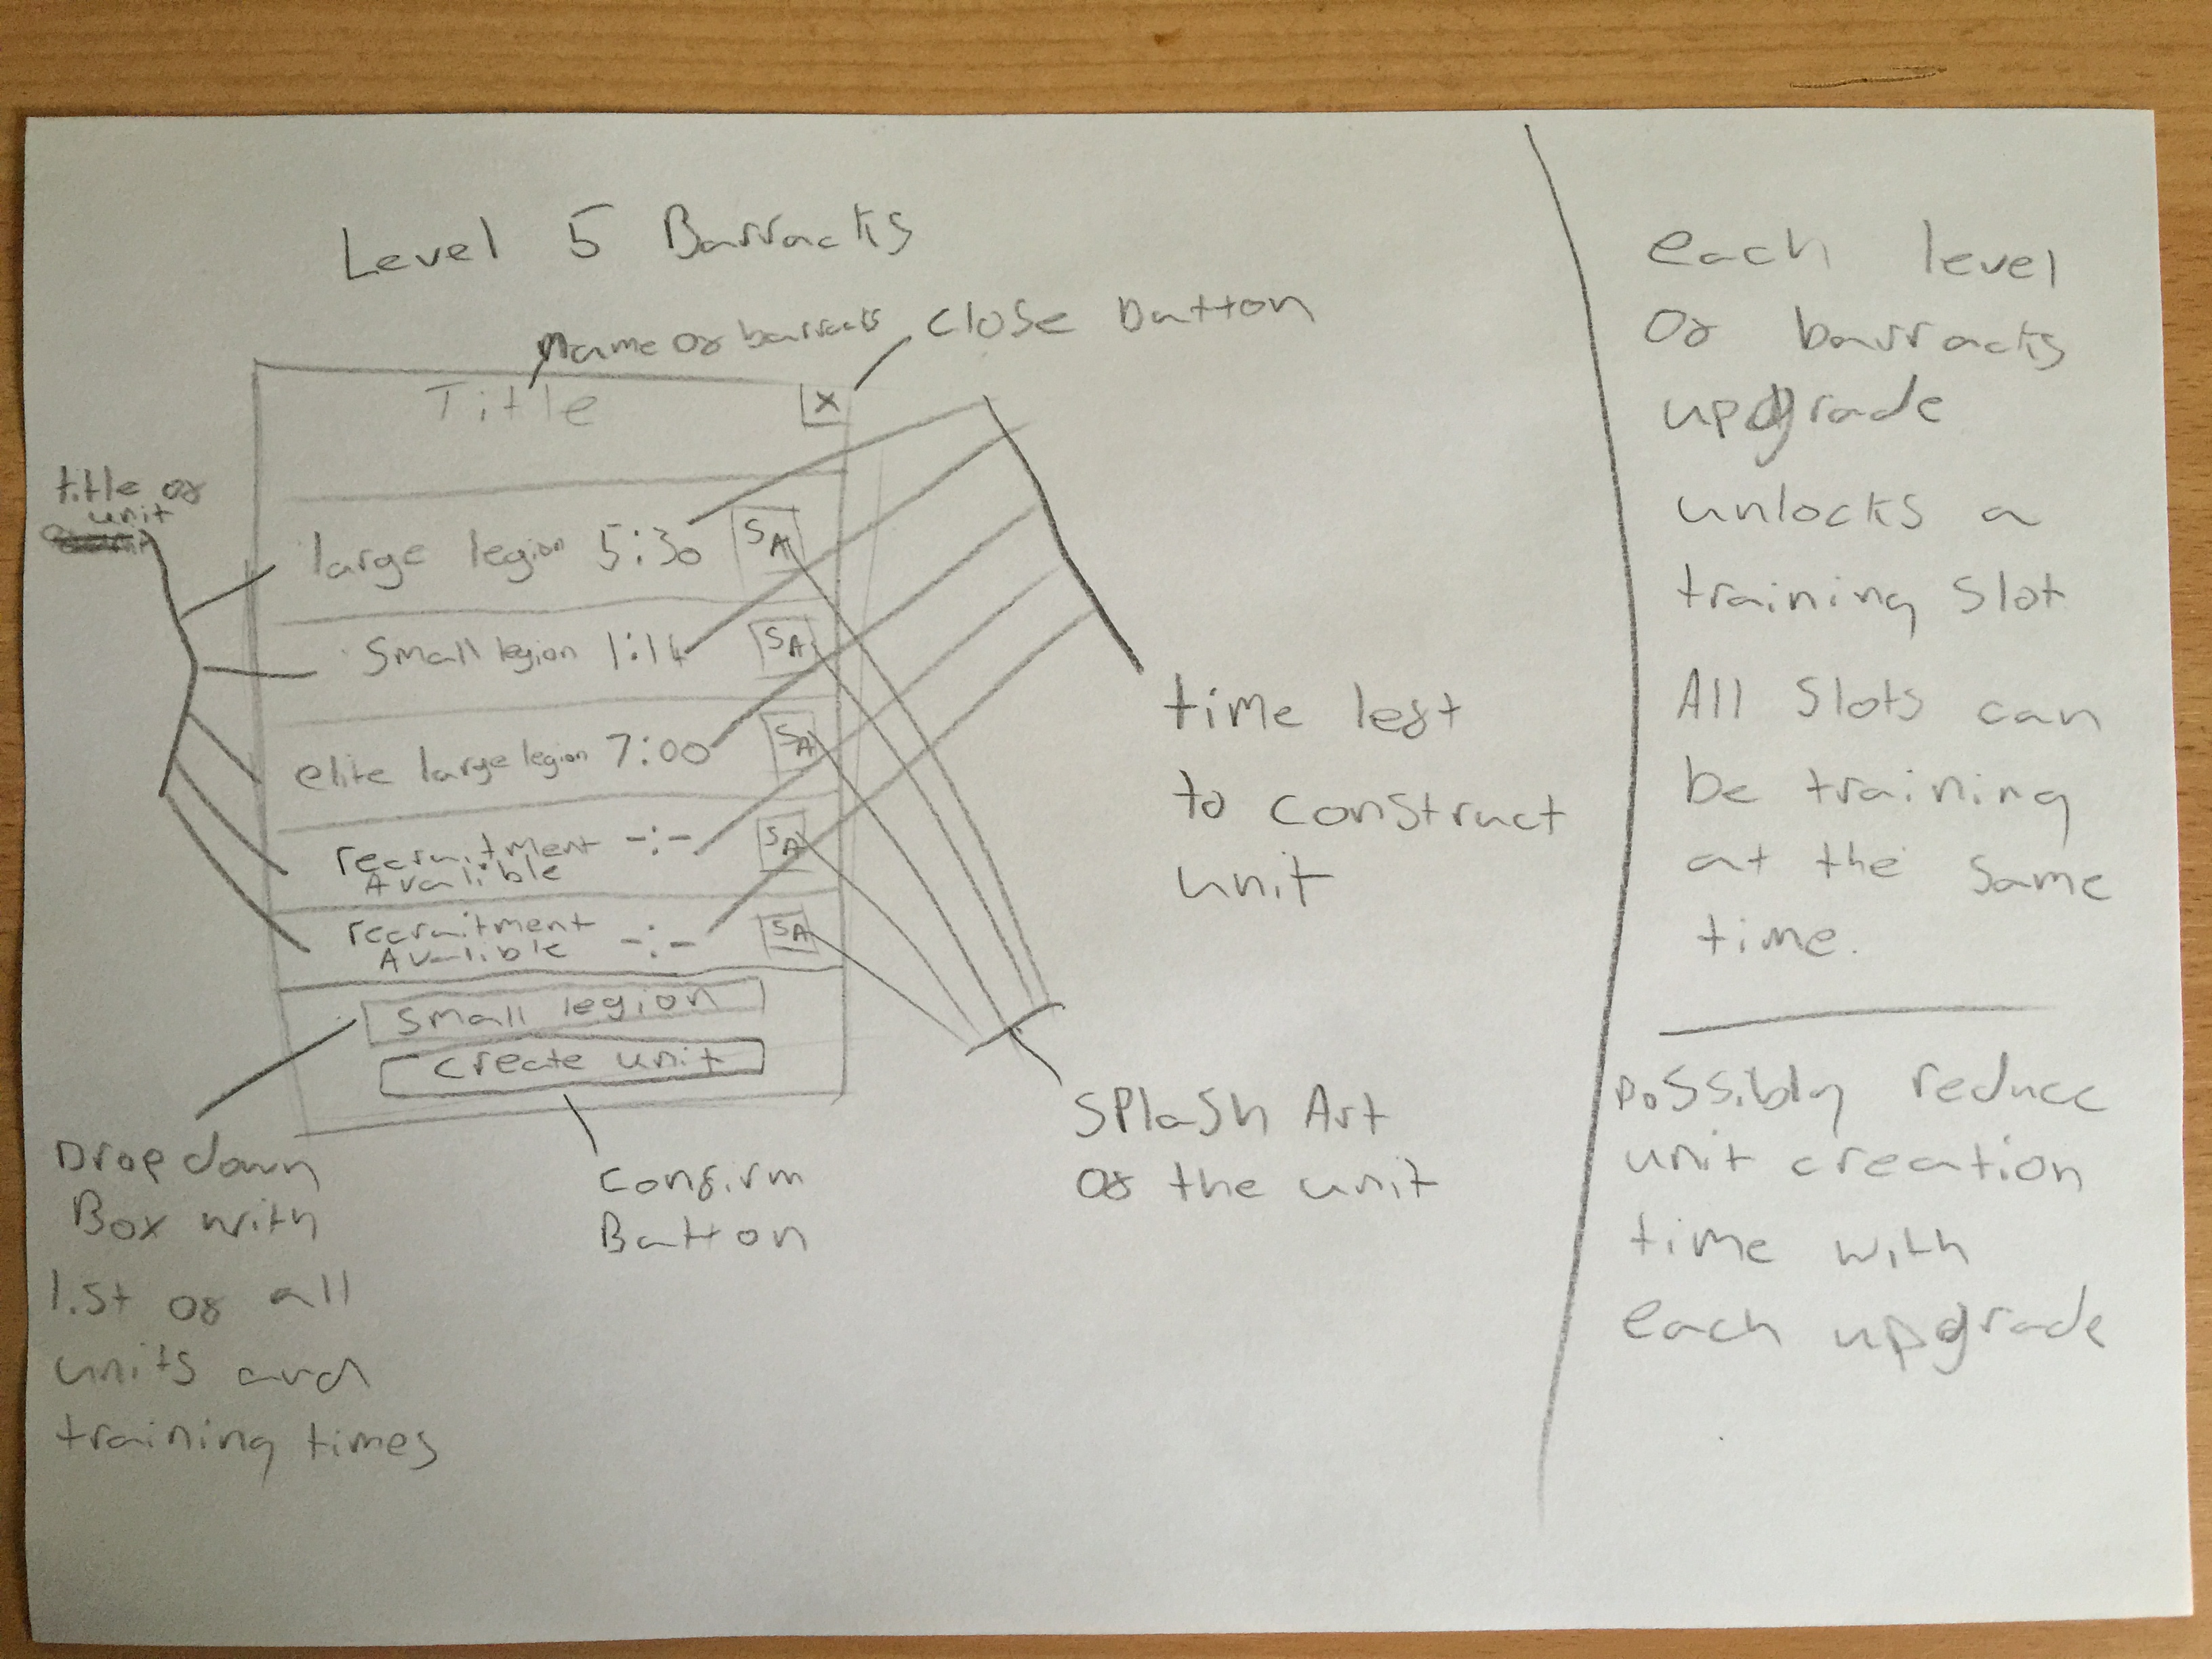 Level 5 Barracks
name of barracks
close button
Title
X
title of
unit
large legion 5:30 SA
small legion 1:14 SA
elite large legion 7:00 SA
recruitment -:- SA
Availible
recruitment -:- SA
Availible
small legion
create unit
time left
to construct
unit
Splash Art
of the unit
Drop down
Box with
list of all
units and
training times
Confirm
Button
each level
of barracks
upgrade
unlocks a
training slot
All slots can
be training
at the same
time.
possibly reduce
unit creation
time with
each upgrade